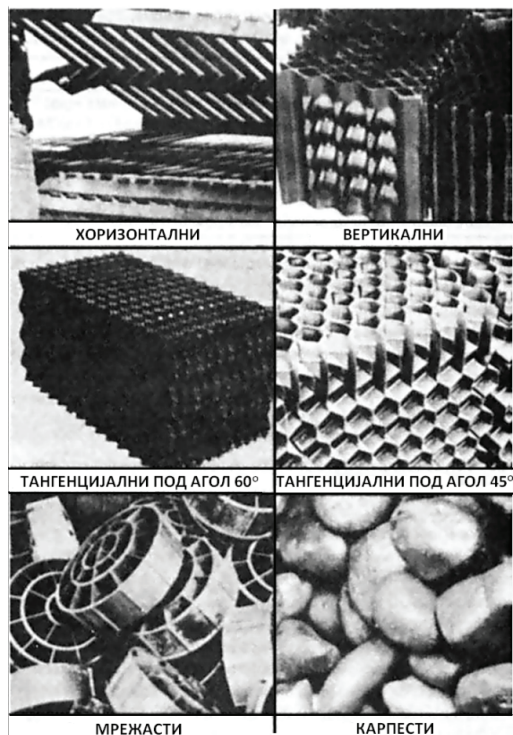 ХОРИЗОНТАЛНИ
ВЕРТИКАЛНИ
ТАНГЕНЦИЈАЛНИ ПОД АГОЛ 60°
ТАНГЕНЦИЈАЛНИ ПОД АГОЛ 45°
МРЕЖАСТИ
КАРПЕСТИ